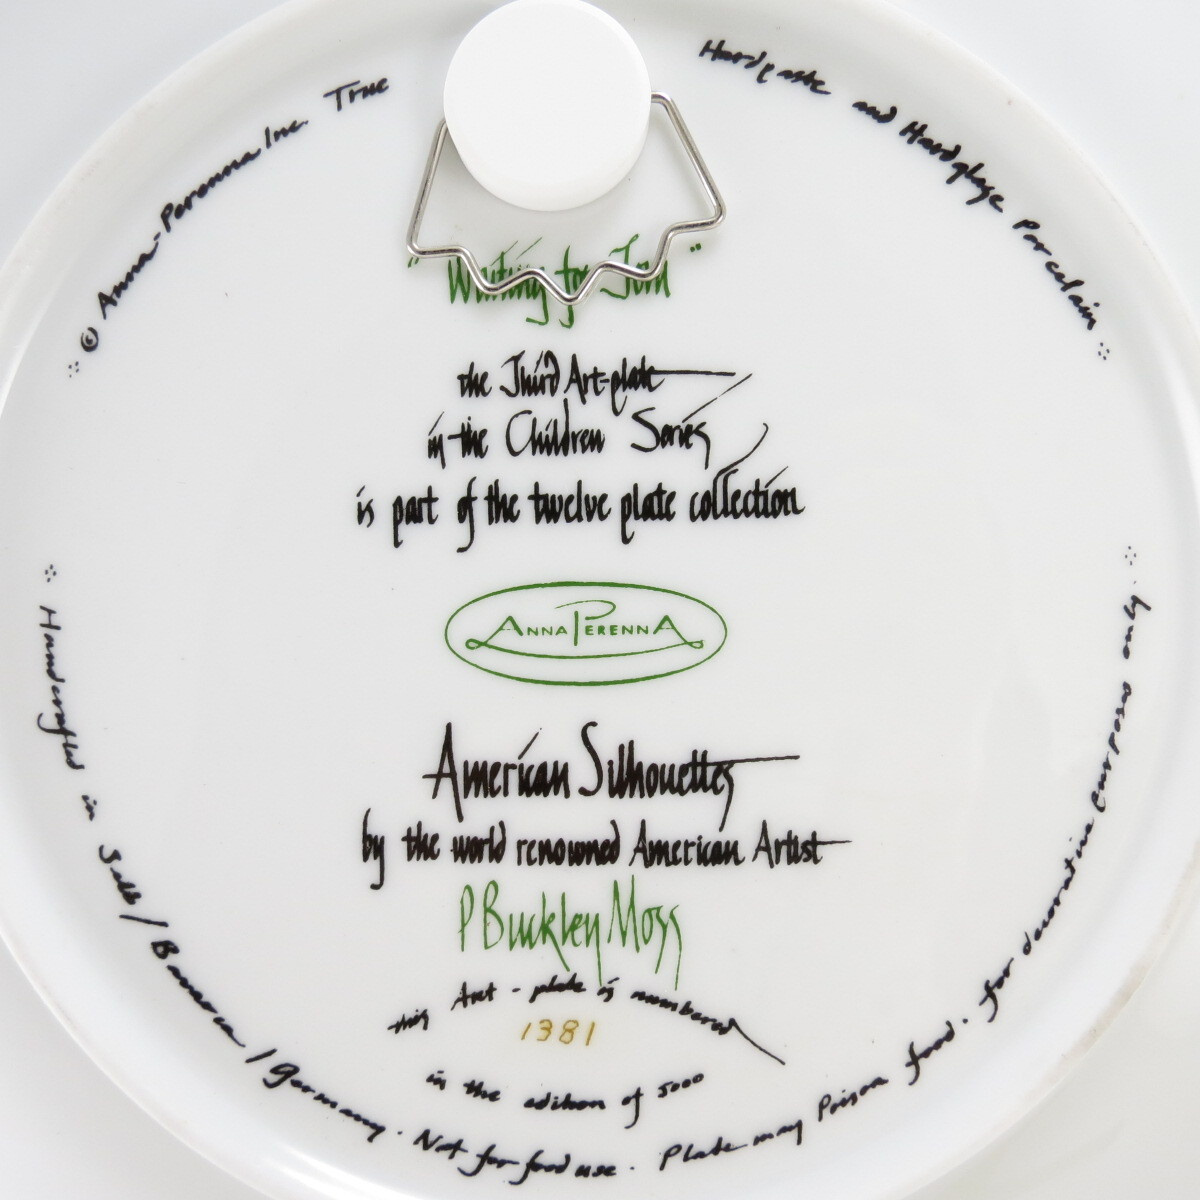 © Anna-Perenna Inc. True Hardpaste and Hardglaze Porcelain
"Waiting for Tom"
the Third Art-plate
in the Children Series
is part of the twelve plate collection
ANNA PERENNA
American Silhouettes
by the world renowned American Artist
P Buckley Moss
this Art-plate is numbered
1381
in the edition of 5000
Handcrafted in Selb/Bavaria/Germany. Not for food use. Plate may Poison food. for decorative purposes only.